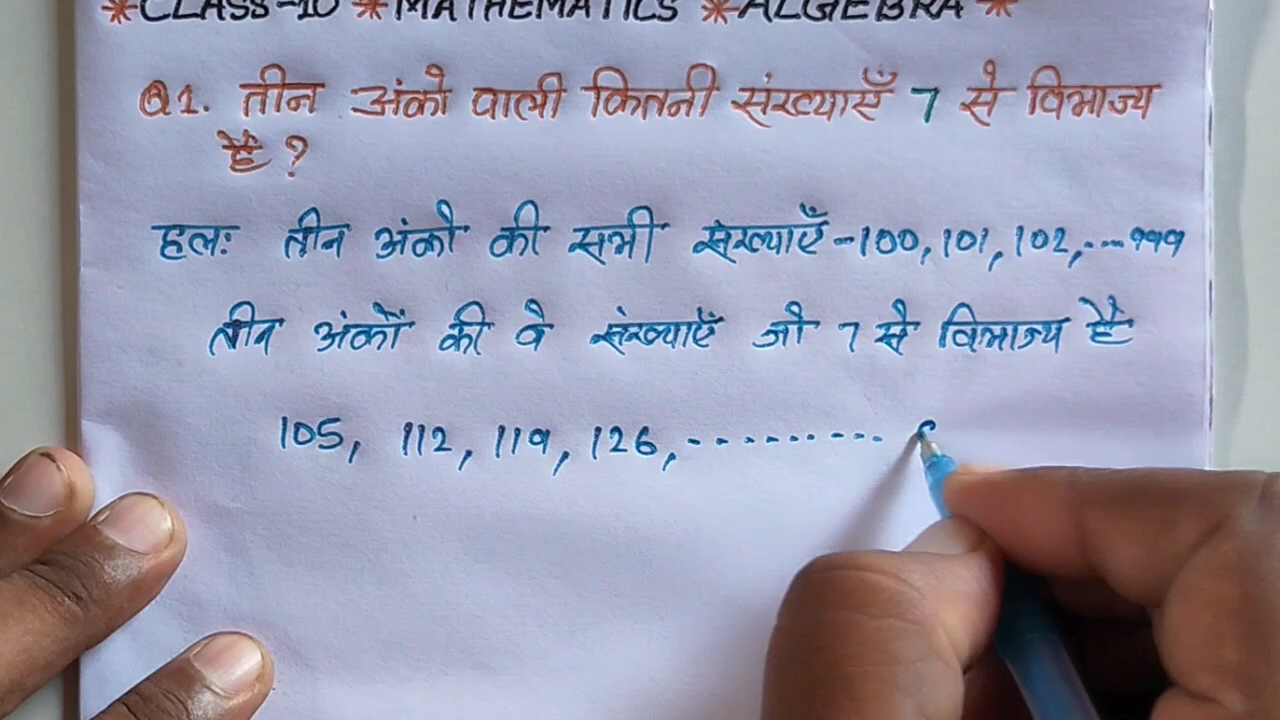 *CLASS-10 *MATHEMATICS *ALGEBRA *
Q1. तीन अंको वाली कितनी संख्याएँ 7 से विभाज्य
है ?
हलः तीन अंको की सभी संख्याएँ -100, 101, 102, ....999
तीन अंकों की वे संख्याएँ जो 7 से विभाज्य है
105, 112, 119, 126, ..........